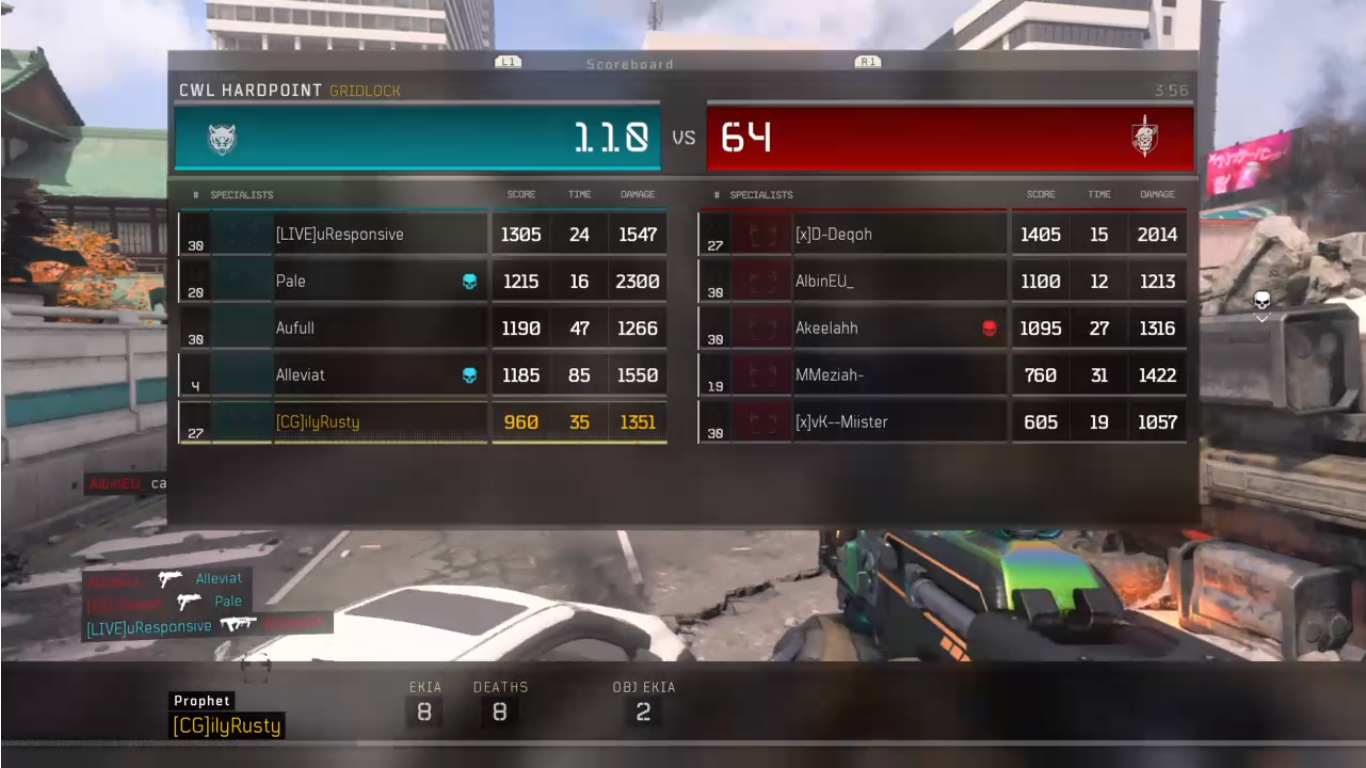 L1 Scoreboard R1
CWL HARDPOINT GRIDLOCK 3:56
110 VS 64
# SPECIALISTS SCORE TIME DAMAGE
30 [LIVE]uResponsive 1305 24 1547
20 Pale 1215 16 2300
30 Aufull 1190 47 1266
4 Alleviat 1185 85 1550
27 [CG]ilyRusty 960 35 1351
# SPECIALISTS SCORE TIME DAMAGE
27 [x]D-Deqoh 1405 15 2014
30 AlbinEU_ 1100 12 1213
30 Akeelahh 1095 27 1316
19 MMeziah- 760 31 1422
30 [x]vK--Miister 605 19 1057
AlbinEU_ ca
AlbinEU_ Alleviat
Pale
[LIVE]uResponsive
EKIA DEATHS OBJ EKIA
Prophet 8 8 2
[CG]ilyRusty